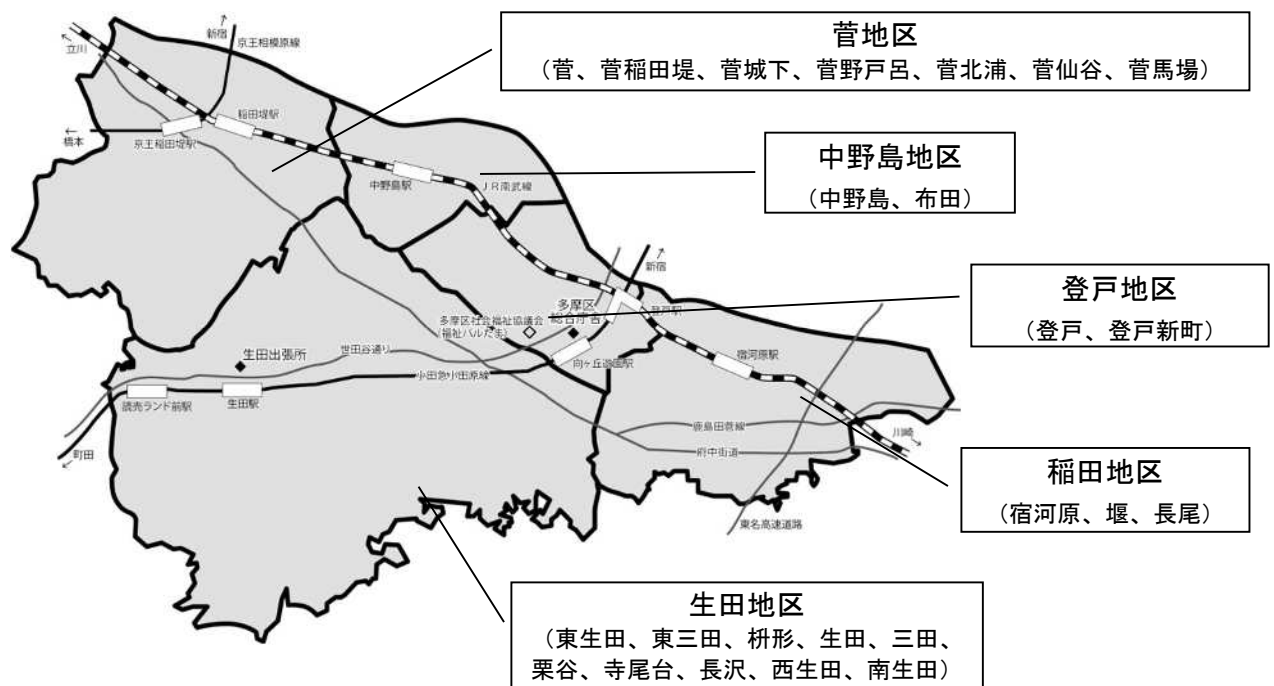 菅地区
（菅、菅稲田堤、菅城下、菅野戸呂、菅北浦、菅仙谷、菅馬場）
中野島地区
（中野島、布田）
登戸地区
（登戸、登戸新町）
稲田地区
（宿河原、堰、長尾）
生田地区
（東生田、東三田、枡形、生田、三田、
栗谷、寺尾台、長沢、西生田、南生田）
←立川
↑新宿
京王相模原線
稲田堤駅
←橋本
京王稲田堤駅
中野島駅
ＪＲ南武線
↑新宿
多摩区
総合庁舎
登戸駅
多摩区社会福祉協議会
（福祉パルたま）
向ヶ丘遊園駅
宿河原駅
生田出張所
世田谷通り
小田急小田原線
読売ランド前駅
生田駅
←町田
鹿島田菅線
府中街道
川崎→
東名高速道路